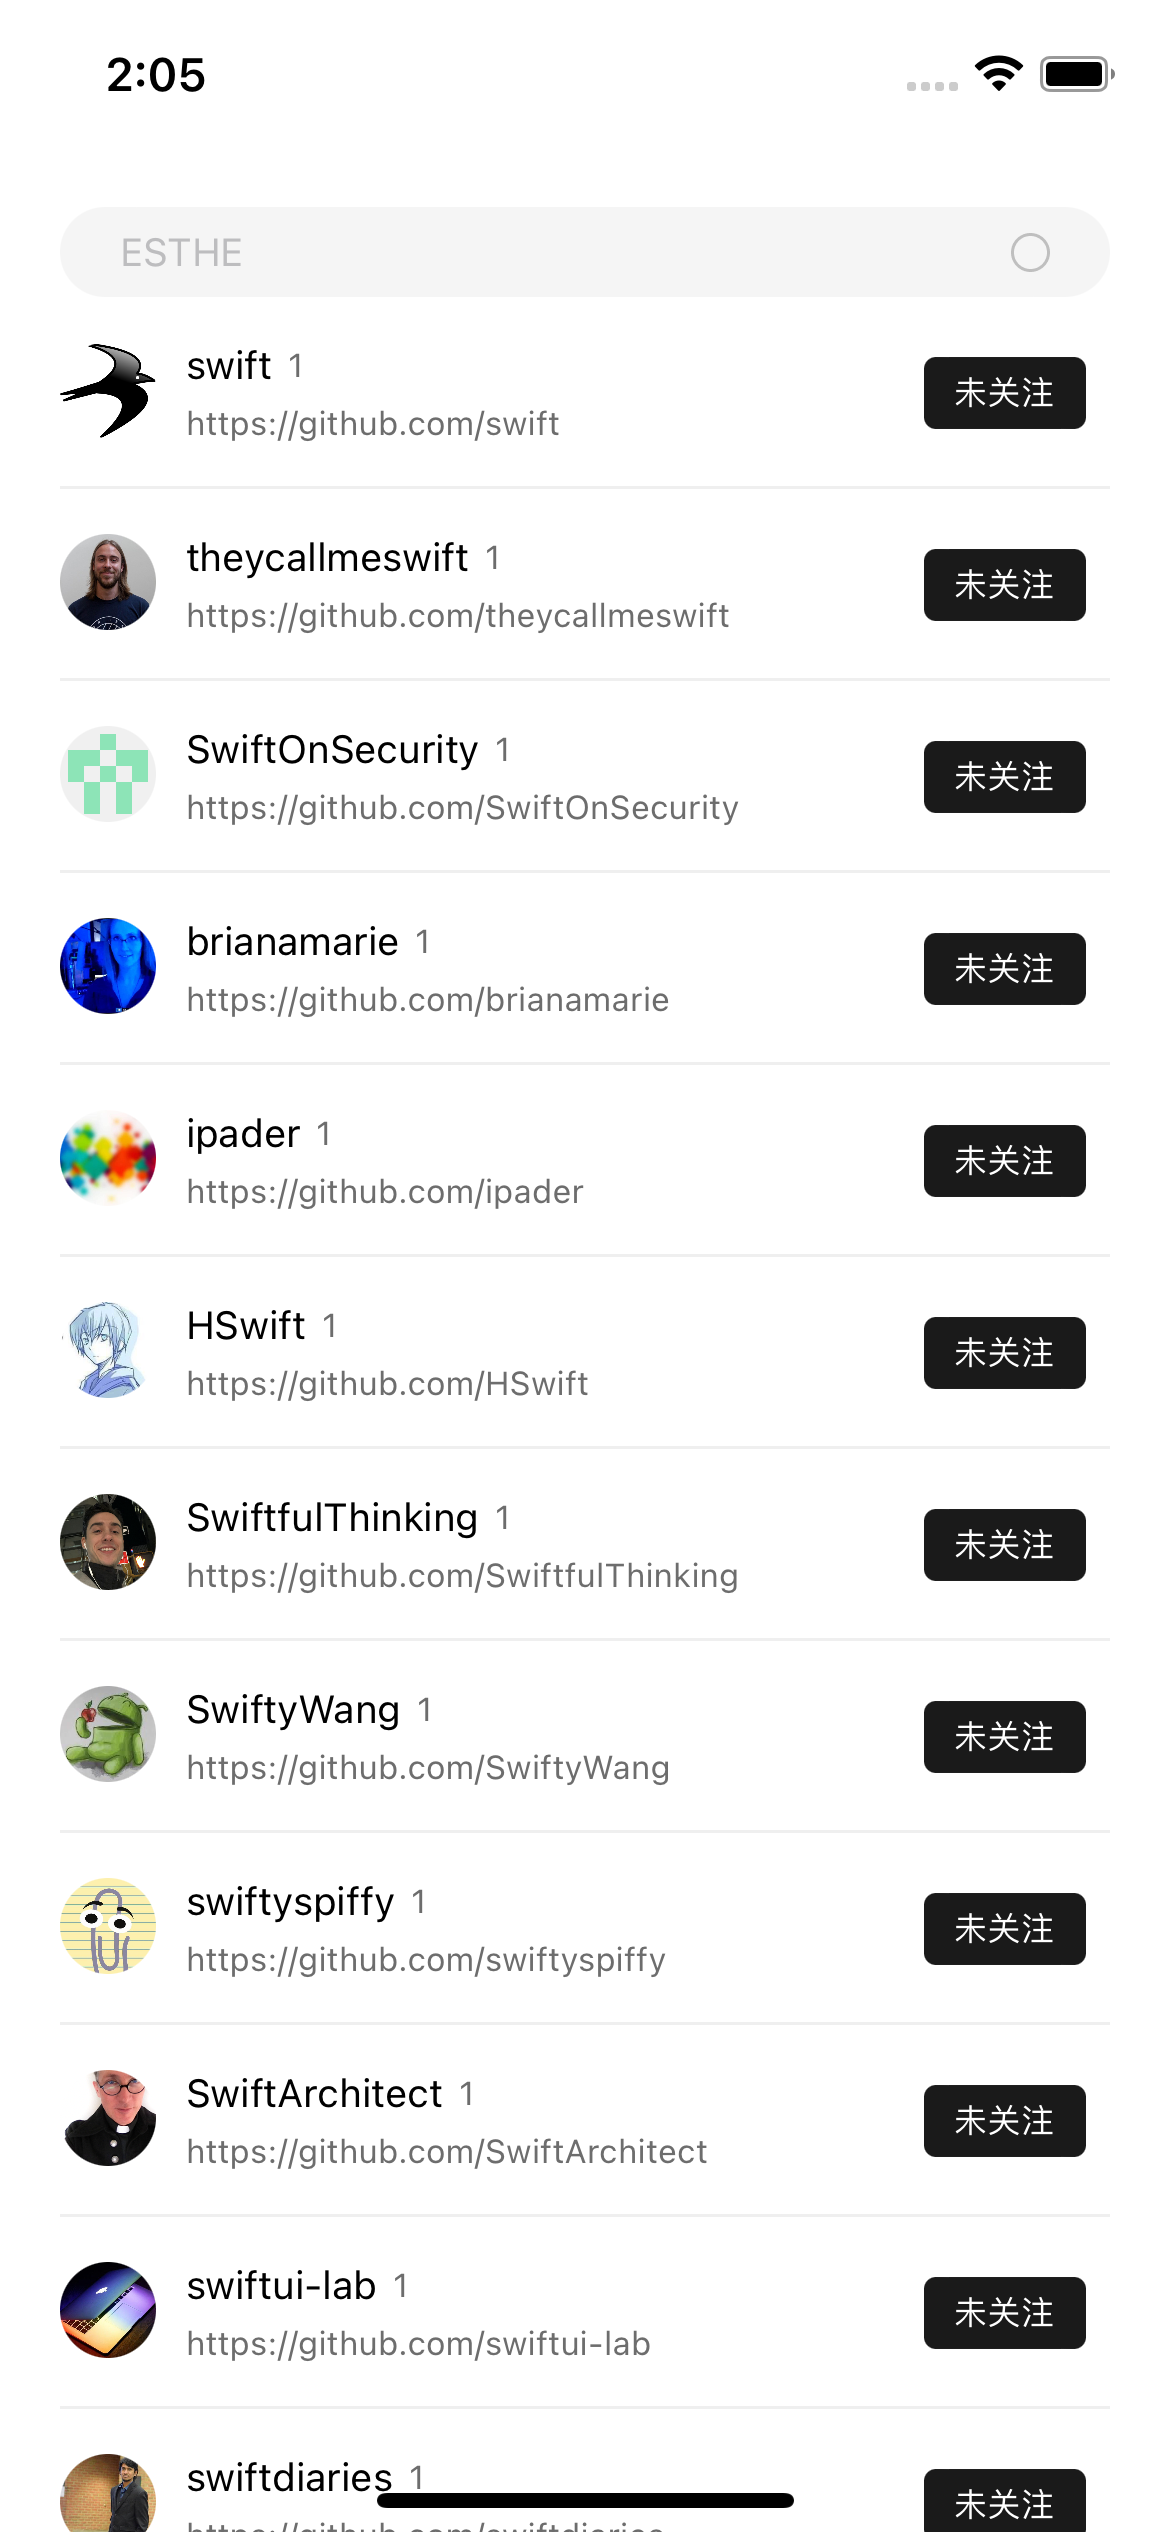 2:05
ESTHE
swift 1
https://github.com/swift
未关注
theycallmeswift 1
https://github.com/theycallmeswift
未关注
SwiftOnSecurity 1
https://github.com/SwiftOnSecurity
未关注
brianamarie 1
https://github.com/brianamarie
未关注
ipader 1
https://github.com/ipader
未关注
HSwift 1
https://github.com/HSwift
未关注
SwiftfulThinking 1
https://github.com/SwiftfulThinking
未关注
SwiftyWang 1
https://github.com/SwiftyWang
未关注
swiftyspiffy 1
https://github.com/swiftyspiffy
未关注
SwiftArchitect 1
https://github.com/SwiftArchitect
未关注
swiftui-lab 1
https://github.com/swiftui-lab
未关注
swiftdiaries 1
https://github.com/swiftdiaries
未关注